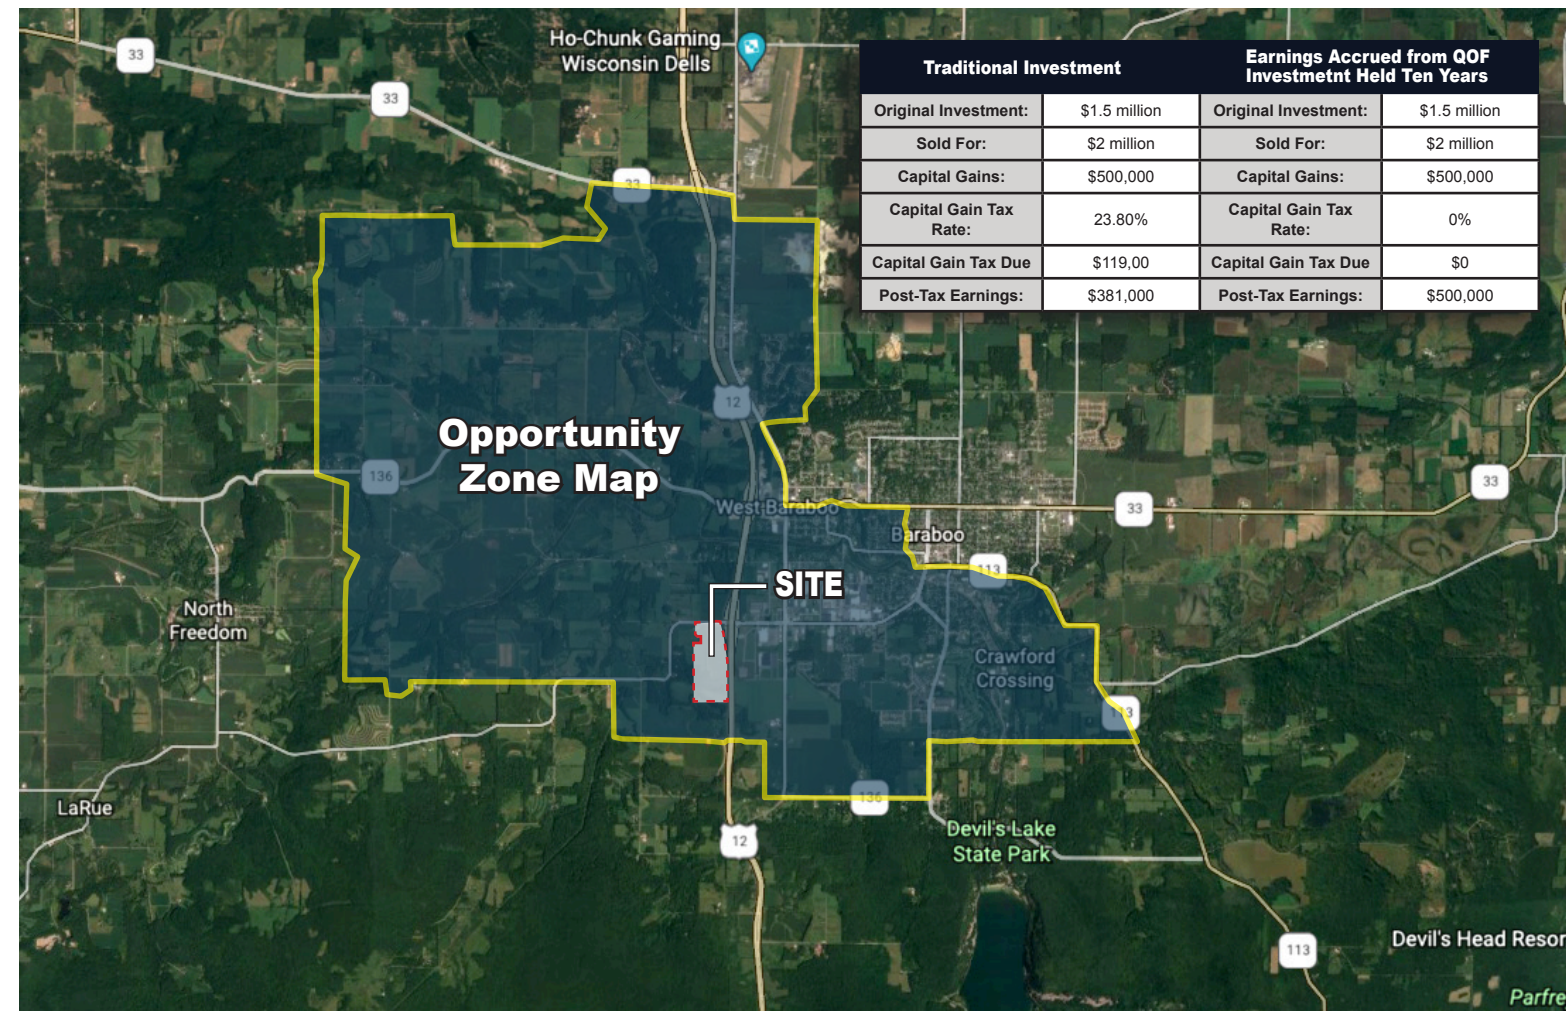 Ho-Chunk Gaming
Wisconsin Dells
33
33
33
Traditional Investment
Earnings Accrued from QOF
Investmetnt Held Ten Years
Original Investment: $1.5 million Original Investment: $1.5 million
Sold For: $2 million Sold For: $2 million
Capital Gains: $500,000 Capital Gains: $500,000
Capital Gain Tax
Rate:
23.80%
Capital Gain Tax
Rate:
0%
Capital Gain Tax Due $119,00 Capital Gain Tax Due $0
Post-Tax Earnings: $381,000 Post-Tax Earnings: $500,000
12
Opportunity
Zone Map
136
33
33
West Baraboo
Baraboo
113
SITE
North
Freedom
Crawford
Crossing
113
136
LaRue
12
Devil's Lake
State Park
113
Devil's Head Resor
Parfre